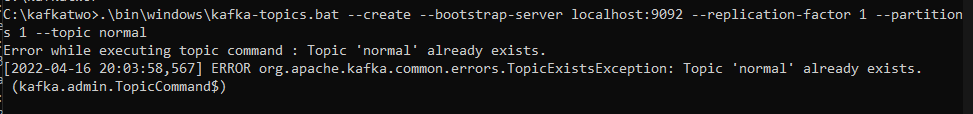 C:\kafkatwo>.\bin\windows\kafka-topics.bat --create --bootstrap-server localhost:9092 --replication-factor 1 --partition
s 1 --topic normal
Error while executing topic command : Topic 'normal' already exists.
[2022-04-16 20:03:58,567] ERROR org.apache.kafka.common.errors.TopicExistsException: Topic 'normal' already exists.
(kafka.admin.TopicCommand$)